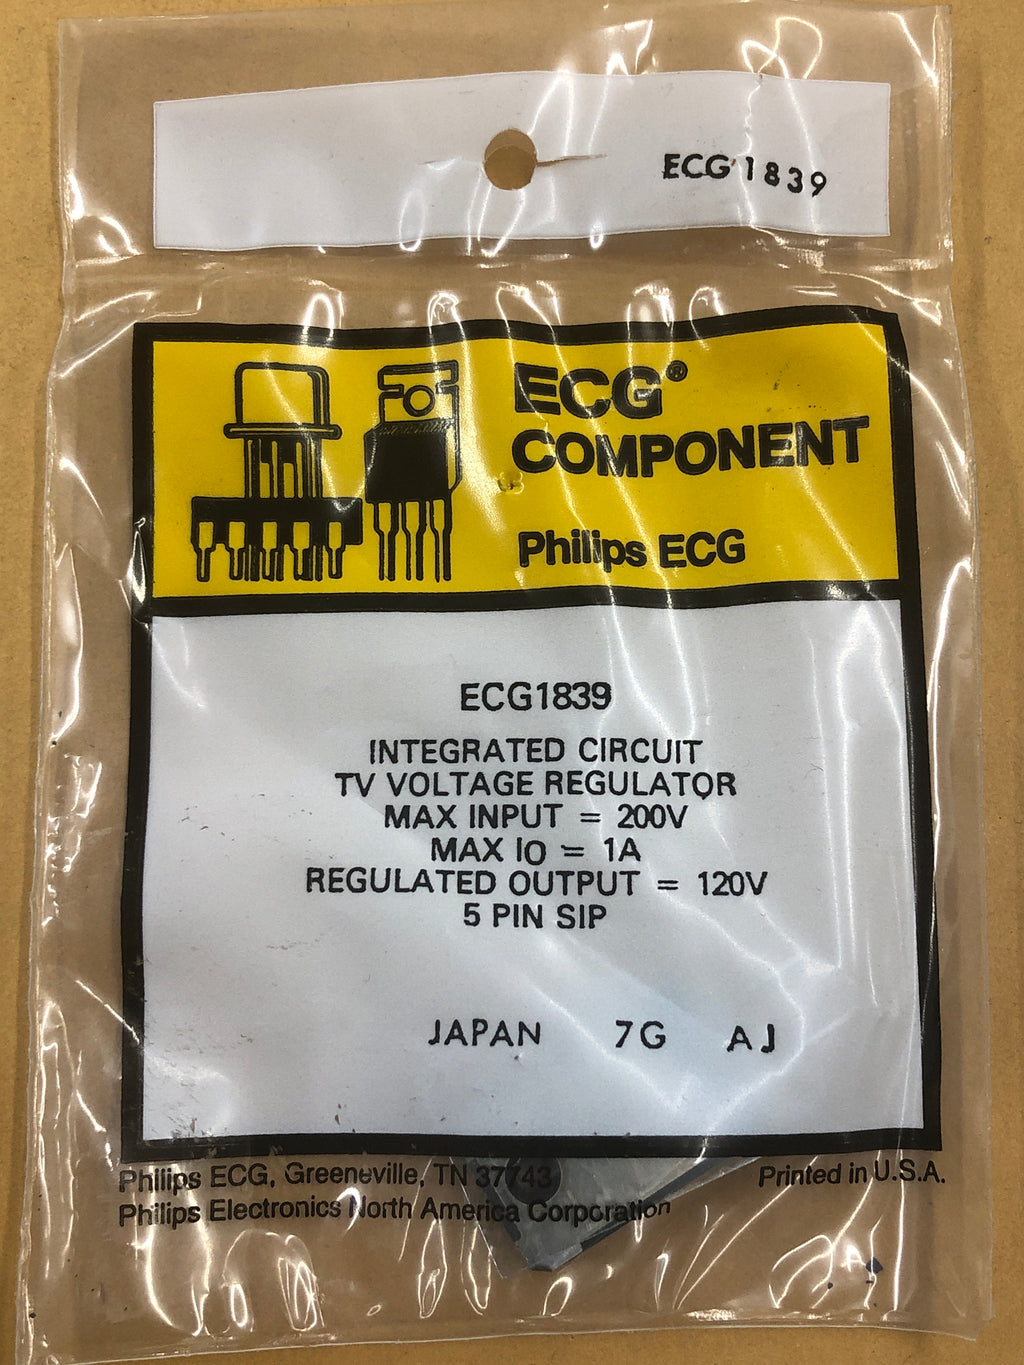 ECG 1839
ECG®
COMPONENT
Philips ECG
ECG1839
INTEGRATED CIRCUIT
TV VOLTAGE REGULATOR
MAX INPUT = 200V
MAX IO = 1A
REGULATED OUTPUT = 120V
5 PIN SIP
JAPAN 7G AJ
Philips ECG, Greeneville, TN 37743
Printed in U.S.A.
Philips Electronics North America Corporation